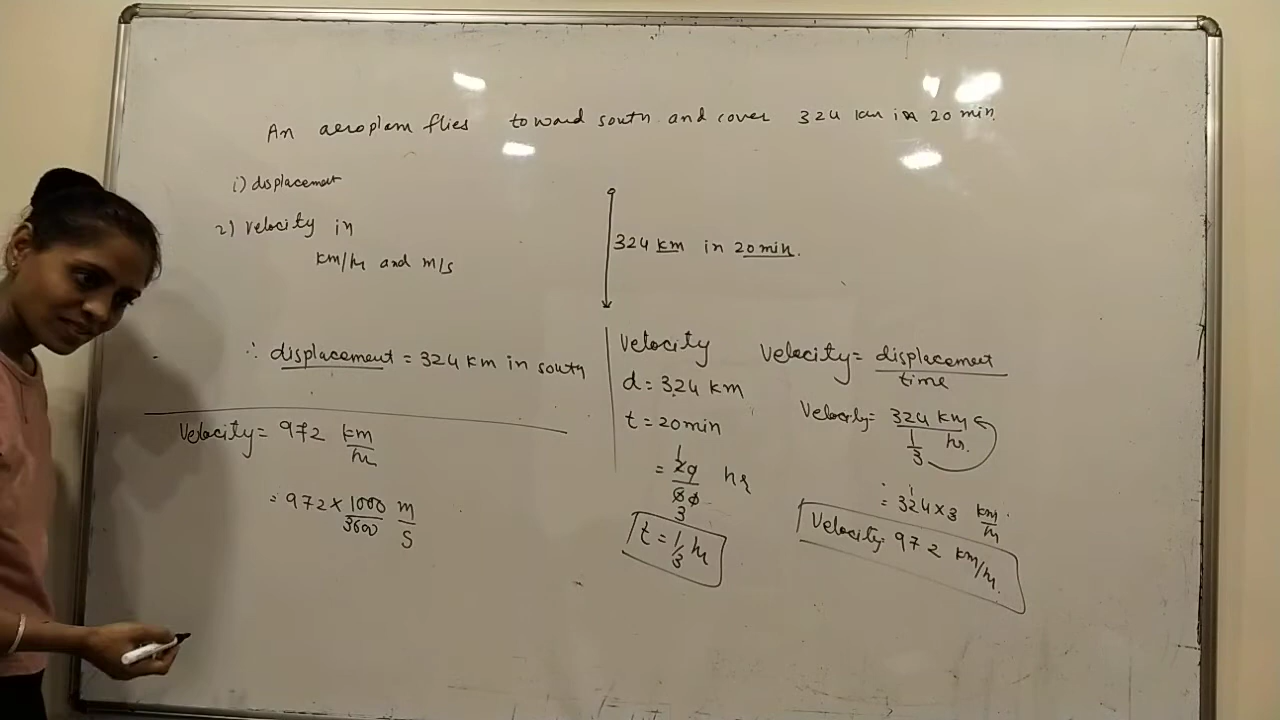 An aeroplam flies toward south and cover 324 km in 20 min.
i) displacement
2) velocity in
km/hr and m/s
324 km in 20 min.
∴ displacement = 324 km in south
Velocity = 972 km/hr
= 972 × 1000/3600 m/s
Velocity
d = 324 km
t = 20 min
= 1 20/60 3 hr
t = 1/3 hr
Velocity = displacement/time
Velocity = 324 km / 1/3 hr.
= 324 × 3 km/hr.
Velocity = 972 km/hr.